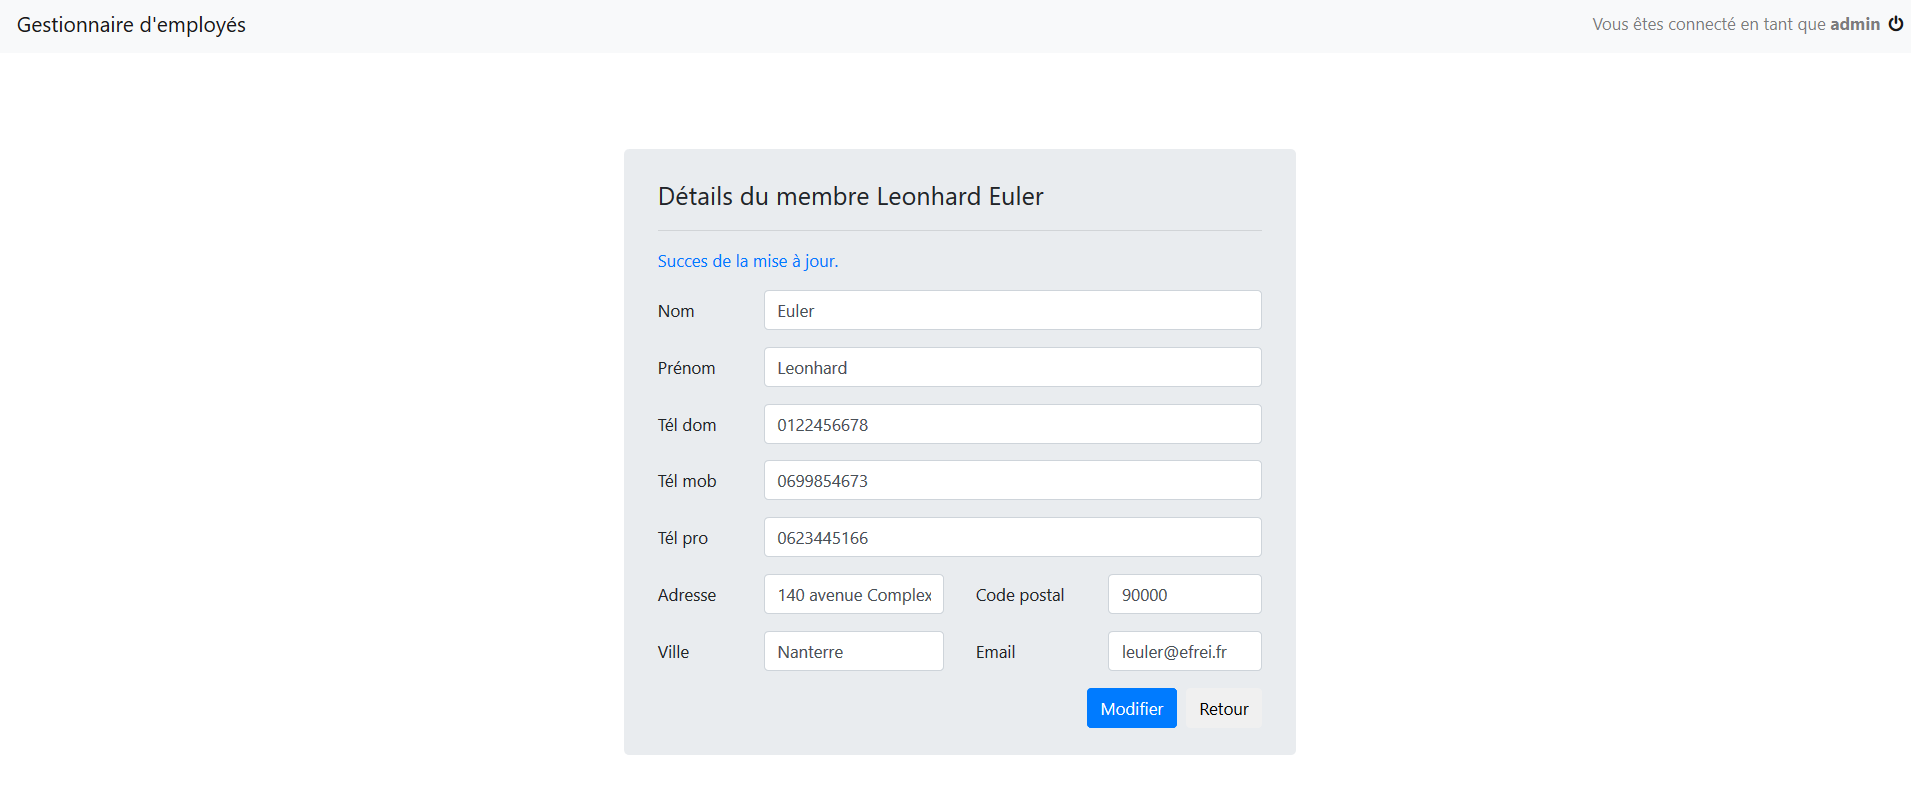 Gestionnaire d'employés
Vous êtes connecté en tant que admin
Détails du membre Leonhard Euler
Succes de la mise à jour.
Nom Euler
Prénom Leonhard
Tél dom 0122456678
Tél mob 0699854673
Tél pro 0623445166
Adresse 140 avenue Complex Code postal 90000
Ville Nanterre Email leuler@efrei.fr
Modifier Retour